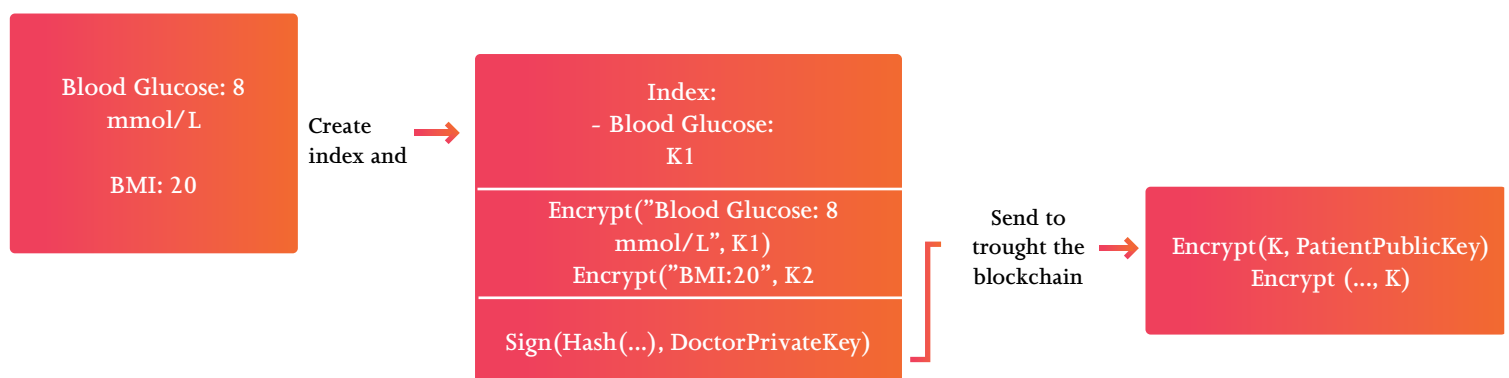 Blood Glucose: 8
mmol/L
BMI: 20
Create
index and
Index:
- Blood Glucose:
K1
Encrypt("Blood Glucose: 8
mmol/L", K1)
Encrypt("BMI:20", K2
Sign(Hash(...), DoctorPrivateKey)
Send to
trought the
blockchain
Encrypt(K, PatientPublicKey)
Encrypt (..., K)